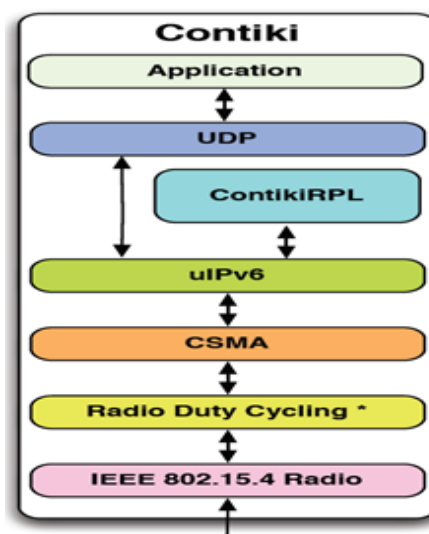 Contiki
Application
UDP
ContikiRPL
uIPv6
CSMA
Radio Duty Cycling *
IEEE 802.15.4 Radio